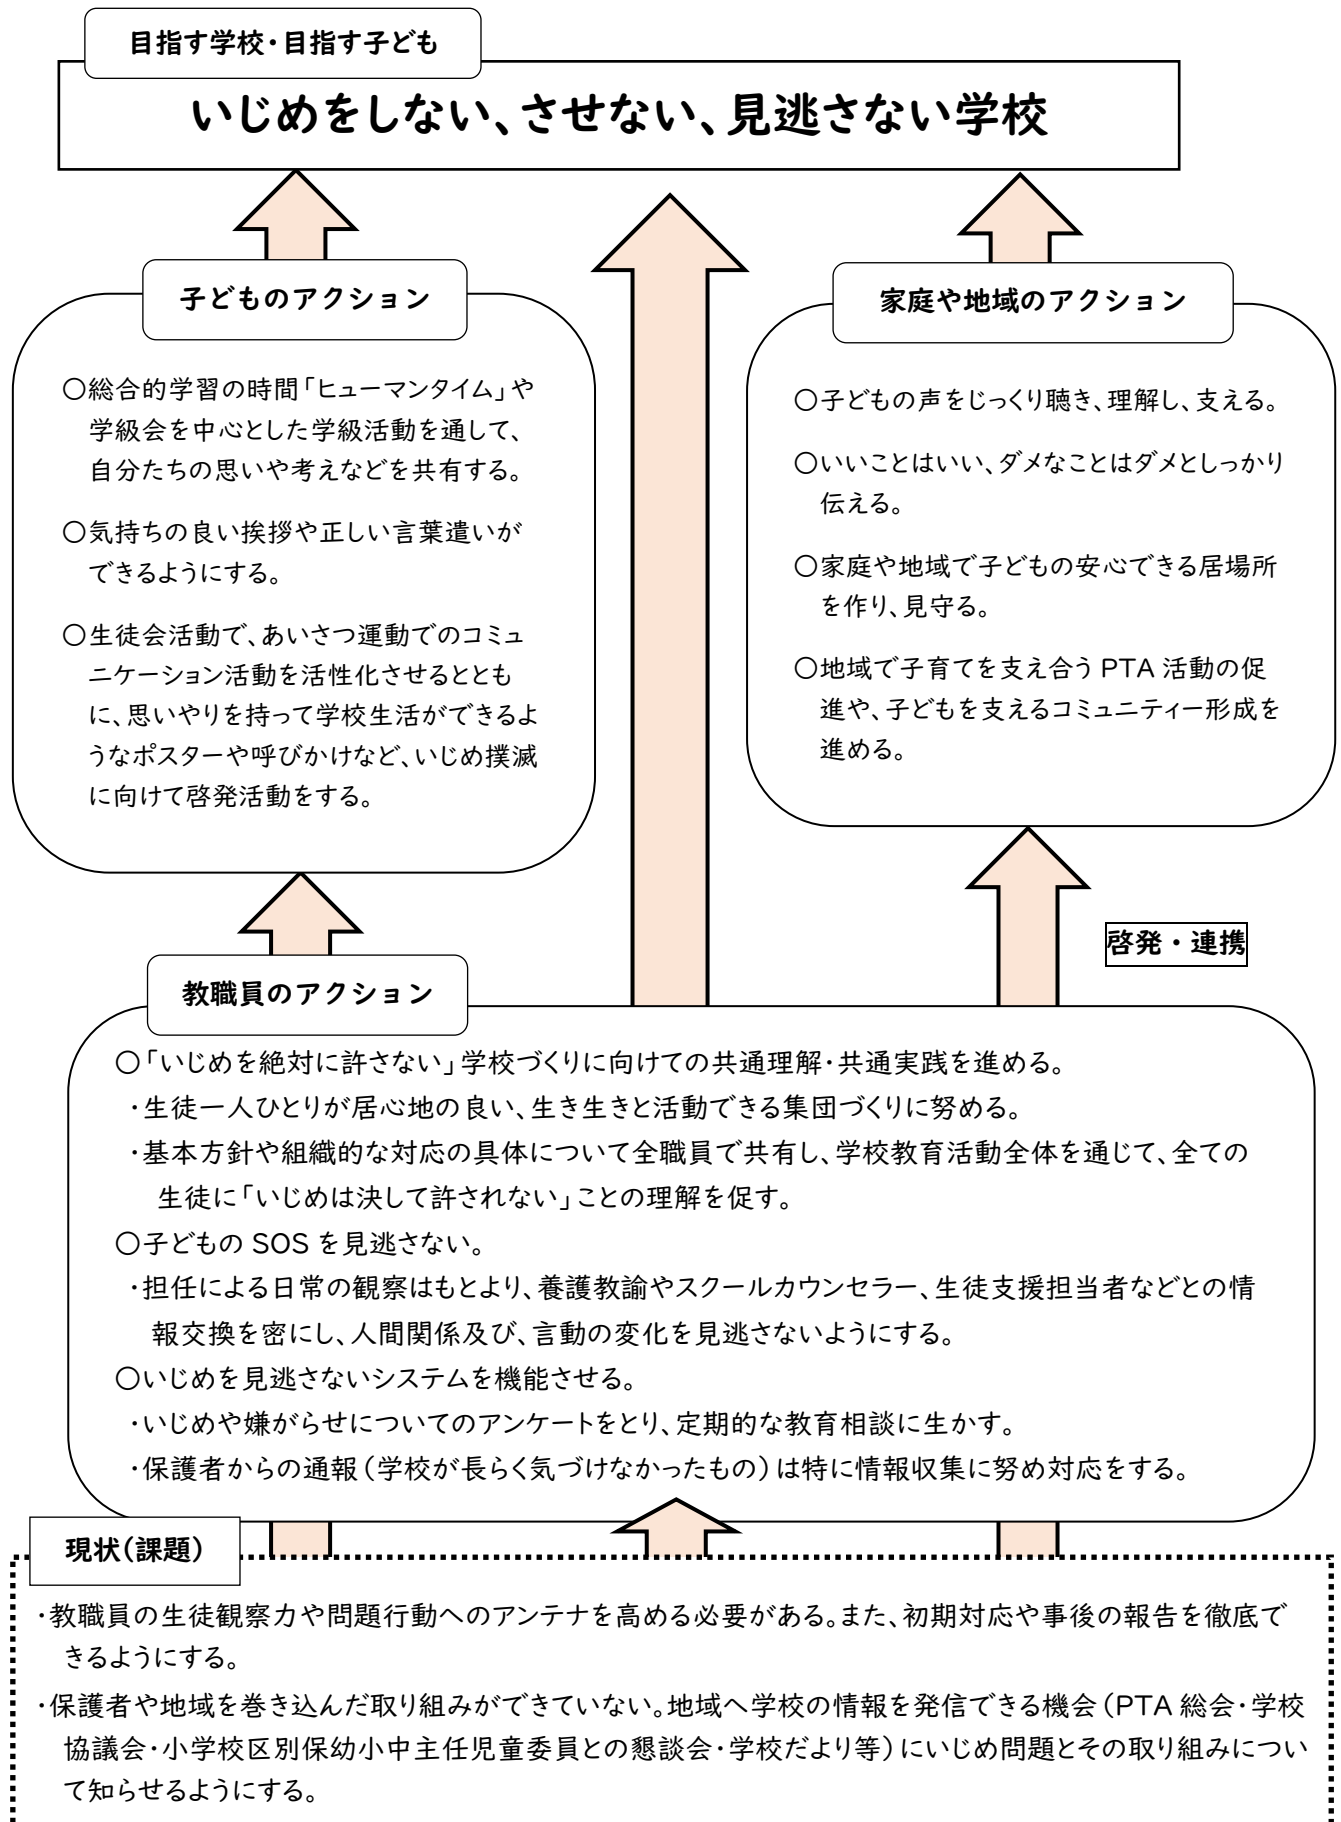 目指す学校・目指す子ども
いじめをしない、させない、見逃さない学校
子どものアクション
〇総合的学習の時間「ヒューマンタイム」や
学級会を中心とした学級活動を通して、
自分たちの思いや考えなどを共有する。
〇気持ちの良い挨拶や正しい言葉遣いが
できるようにする。
〇生徒会活動で、あいさつ運動でのコミュ
ニケーション活動を活性化させるととも
に、思いやりを持って学校生活ができるよ
うなポスターや呼びかけなど、いじめ撲滅
に向けて啓発活動をする。
家庭や地域のアクション
〇子どもの声をじっくり聴き、理解し、支える。
〇いいことはいい、ダメなことはダメとしっかり
伝える。
〇家庭や地域で子どもの安心できる居場所
を作り、見守る。
〇地域で子育てを支え合う PTA 活動の促
進や、子どもを支えるコミュニティー形成を
進める。
啓発・連携
教職員のアクション
〇「いじめを絶対に許さない」学校づくりに向けての共通理解・共通実践を進める。
・生徒一人ひとりが居心地の良い、生き生きと活動できる集団づくりに努める。
・基本方針や組織的な対応の具体について全職員で共有し、学校教育活動全体を通じて、全ての
生徒に「いじめは決して許されない」ことの理解を促す。
〇子どもの SOS を見逃さない。
・担任による日常の観察はもとより、養護教諭やスクールカウンセラー、生徒支援担当者などとの情
報交換を密にし、人間関係及び、言動の変化を見逃さないようにする。
〇いじめを見逃さないシステムを機能させる。
・いじめや嫌がらせについてのアンケートをとり、定期的な教育相談に生かす。
・保護者からの通報（学校が長らく気づけなかったもの）は特に情報収集に努め対応をする。
現状（課題）
・教職員の生徒観察力や問題行動へのアンテナを高める必要がある。また、初期対応や事後の報告を徹底で
きるようにする。
・保護者や地域を巻き込んだ取り組みができていない。地域へ学校の情報を発信できる機会（PTA 総会・学校
協議会・小学校区別保幼小中主任児童委員との懇談会・学校だより等）にいじめ問題とその取り組みについ
て知らせるようにする。